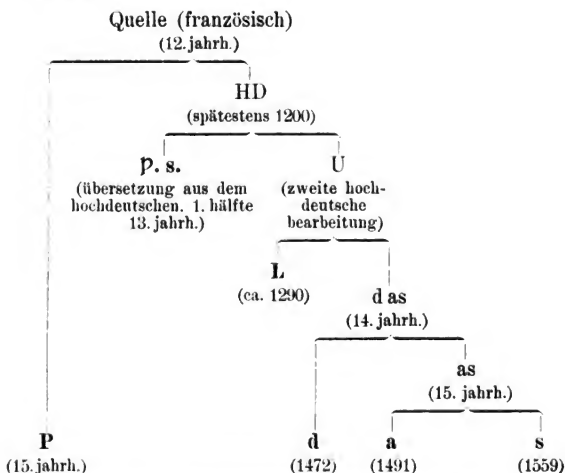 Quelle (französisch)
(12. jahrh.)
HD
(spätestens 1200)
P. s.
U
(übersetzung aus dem
hochdeutschen. 1. hälfte
13. jahrh.)
(zweite hoch-
deutsche
bearbeitung)
L
(ca. 1290)
d as
(14. jahrh.)
as
(15. jahrh.)
P
d
a
s
(15. jahrh.)
(1472)
(1491)
(1559)